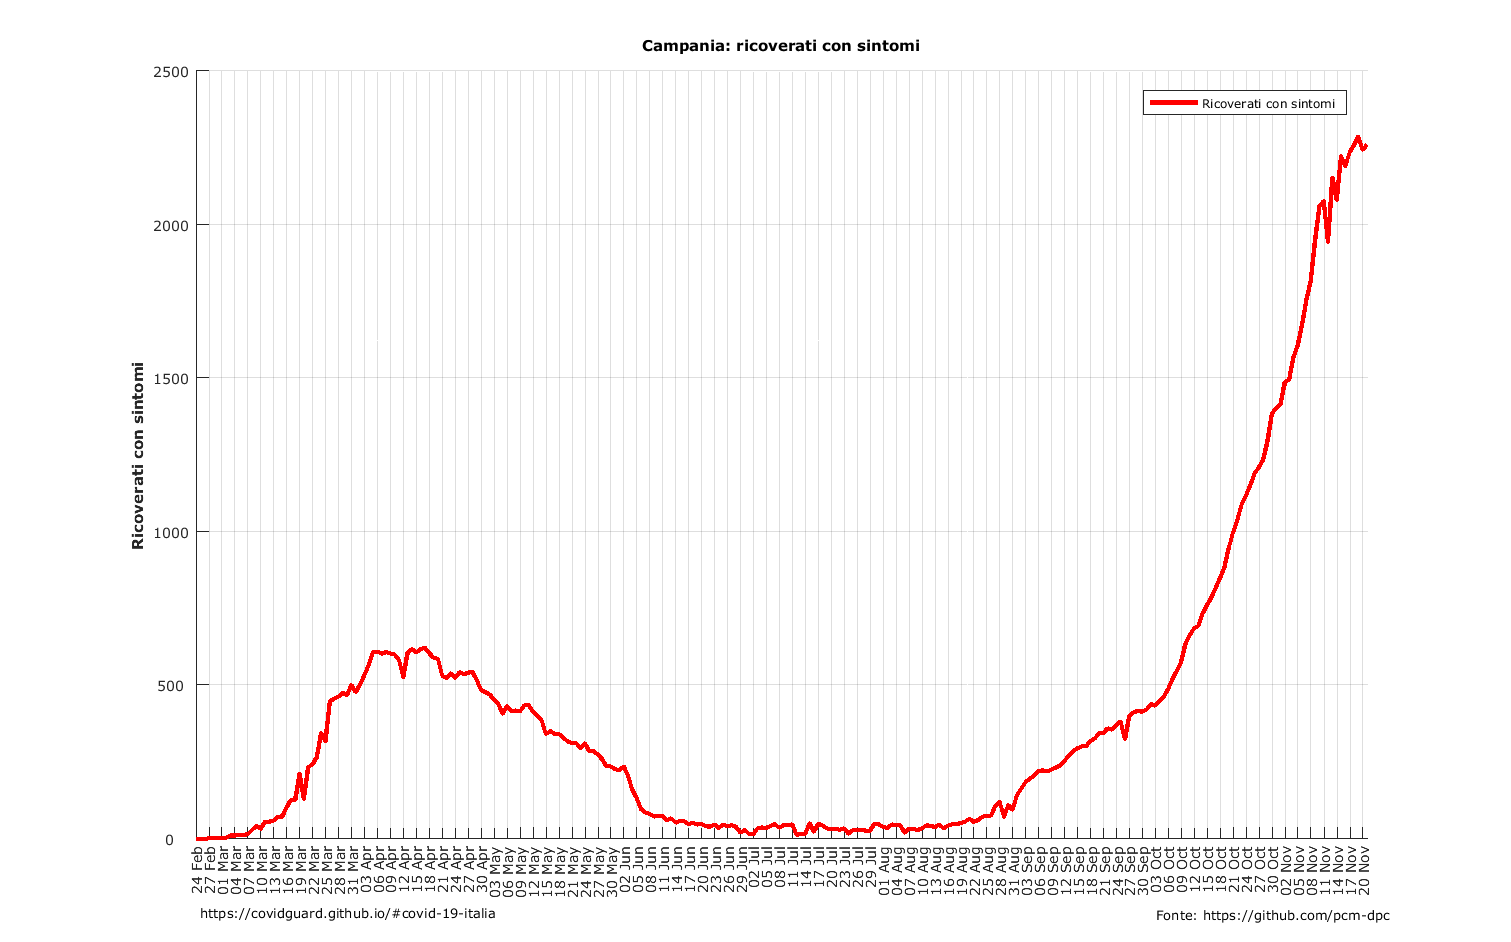 Campania: ricoverati con sintomi
Ricoverati con sintomi
Ricoverati con sintomi
2500
2000
1500
1000
500
0
24 Feb
27 Feb
01 Mar
04 Mar
07 Mar
10 Mar
13 Mar
16 Mar
19 Mar
22 Mar
25 Mar
28 Mar
31 Mar
03 Apr
06 Apr
09 Apr
12 Apr
15 Apr
18 Apr
21 Apr
24 Apr
27 Apr
30 Apr
03 May
06 May
09 May
12 May
15 May
18 May
21 May
24 May
27 May
30 May
02 Jun
05 Jun
08 Jun
11 Jun
14 Jun
17 Jun
20 Jun
23 Jun
26 Jun
29 Jun
02 Jul
05 Jul
08 Jul
11 Jul
14 Jul
17 Jul
20 Jul
23 Jul
26 Jul
29 Jul
01 Aug
04 Aug
07 Aug
10 Aug
13 Aug
16 Aug
19 Aug
22 Aug
25 Aug
28 Aug
31 Aug
03 Sep
06 Sep
09 Sep
12 Sep
15 Sep
18 Sep
21 Sep
24 Sep
27 Sep
30 Sep
03 Oct
06 Oct
09 Oct
12 Oct
15 Oct
18 Oct
21 Oct
24 Oct
27 Oct
30 Oct
02 Nov
05 Nov
08 Nov
11 Nov
14 Nov
17 Nov
20 Nov
https://covidguard.github.io/#covid-19-italia
Fonte: https://github.com/pcm-dpc